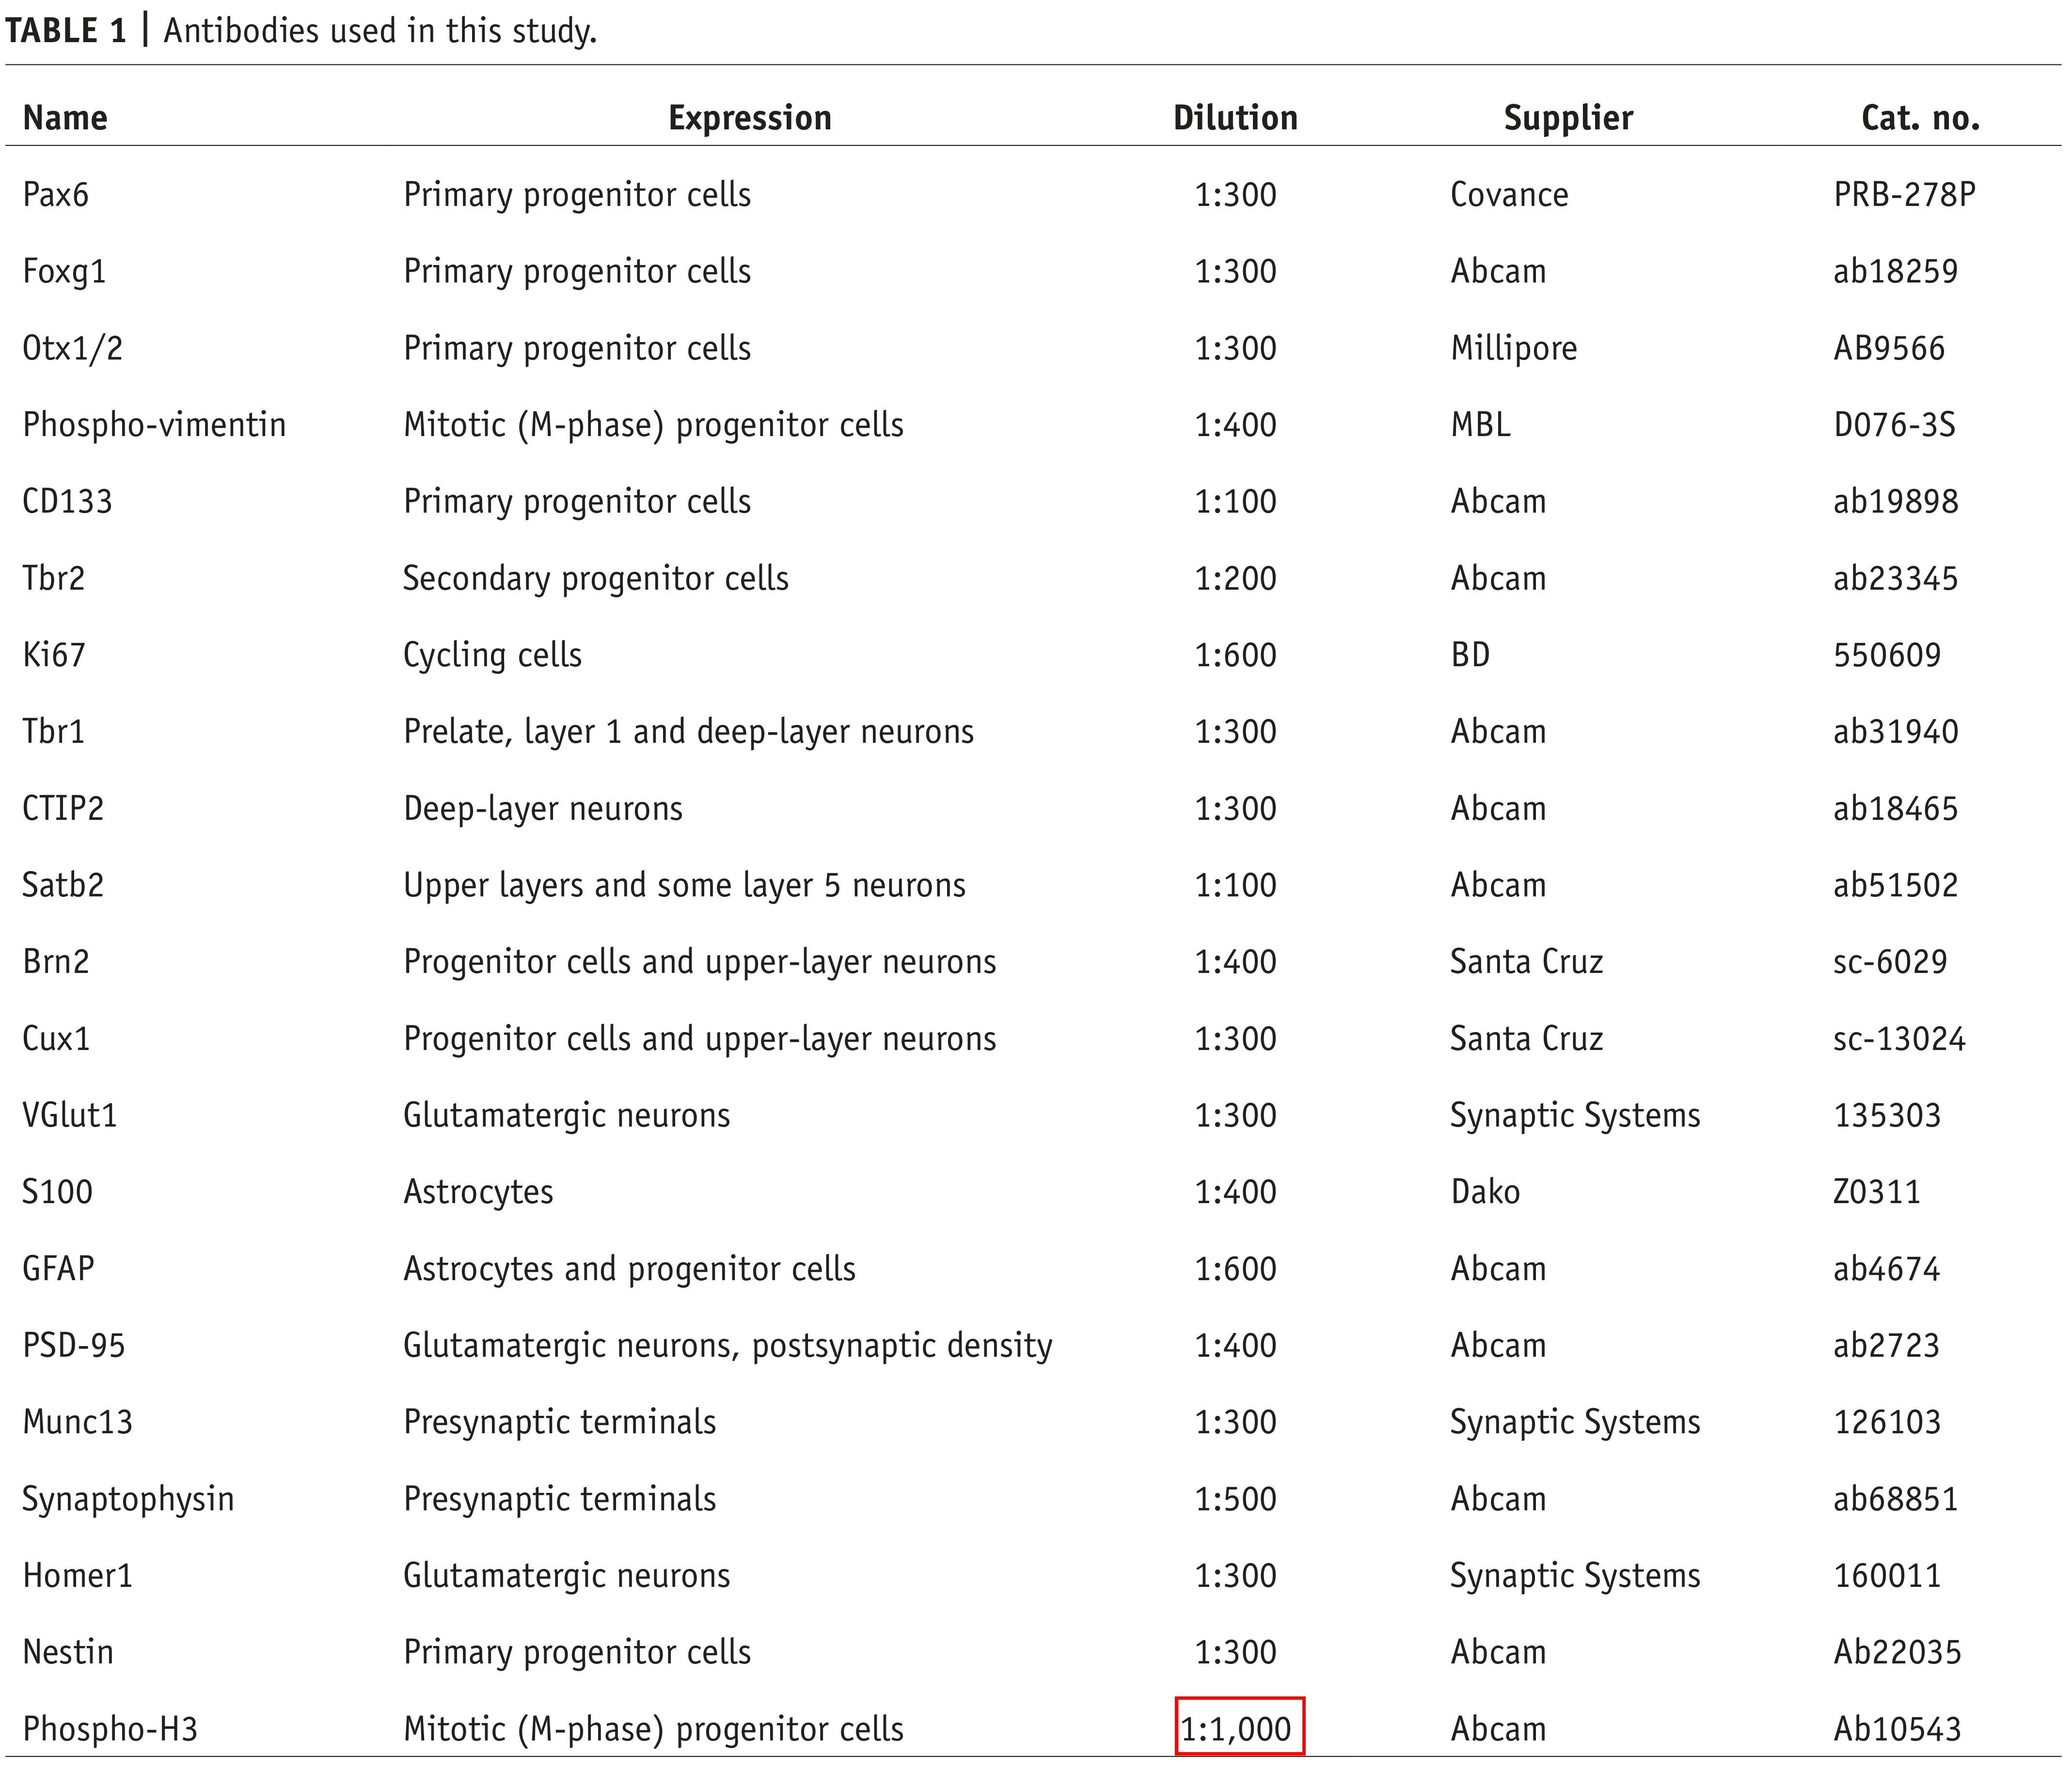 TABLE 1 | Antibodies used in this study.
Name Expression Dilution Supplier Cat. no.
Pax6 Primary progenitor cells 1:300 Covance PRB-278P
Foxg1 Primary progenitor cells 1:300 Abcam ab18259
Otx1/2 Primary progenitor cells 1:300 Millipore AB9566
Phospho-vimentin Mitotic (M-phase) progenitor cells 1:400 MBL D076-3S
CD133 Primary progenitor cells 1:100 Abcam ab19898
Tbr2 Secondary progenitor cells 1:200 Abcam ab23345
Ki67 Cycling cells 1:600 BD 550609
Tbr1 Prelate, layer 1 and deep-layer neurons 1:300 Abcam ab31940
CTIP2 Deep-layer neurons 1:300 Abcam ab18465
Satb2 Upper layers and some layer 5 neurons 1:100 Abcam ab51502
Brn2 Progenitor cells and upper-layer neurons 1:400 Santa Cruz sc-6029
Cux1 Progenitor cells and upper-layer neurons 1:300 Santa Cruz sc-13024
VGlut1 Glutamatergic neurons 1:300 Synaptic Systems 135303
S100 Astrocytes 1:400 Dako Z0311
GFAP Astrocytes and progenitor cells 1:600 Abcam ab4674
PSD-95 Glutamatergic neurons, postsynaptic density 1:400 Abcam ab2723
Munc13 Presynaptic terminals 1:300 Synaptic Systems 126103
Synaptophysin Presynaptic terminals 1:500 Abcam ab68851
Homer1 Glutamatergic neurons 1:300 Synaptic Systems 160011
Nestin Primary progenitor cells 1:300 Abcam Ab22035
Phospho-H3 Mitotic (M-phase) progenitor cells 1:1,000 Abcam Ab10543